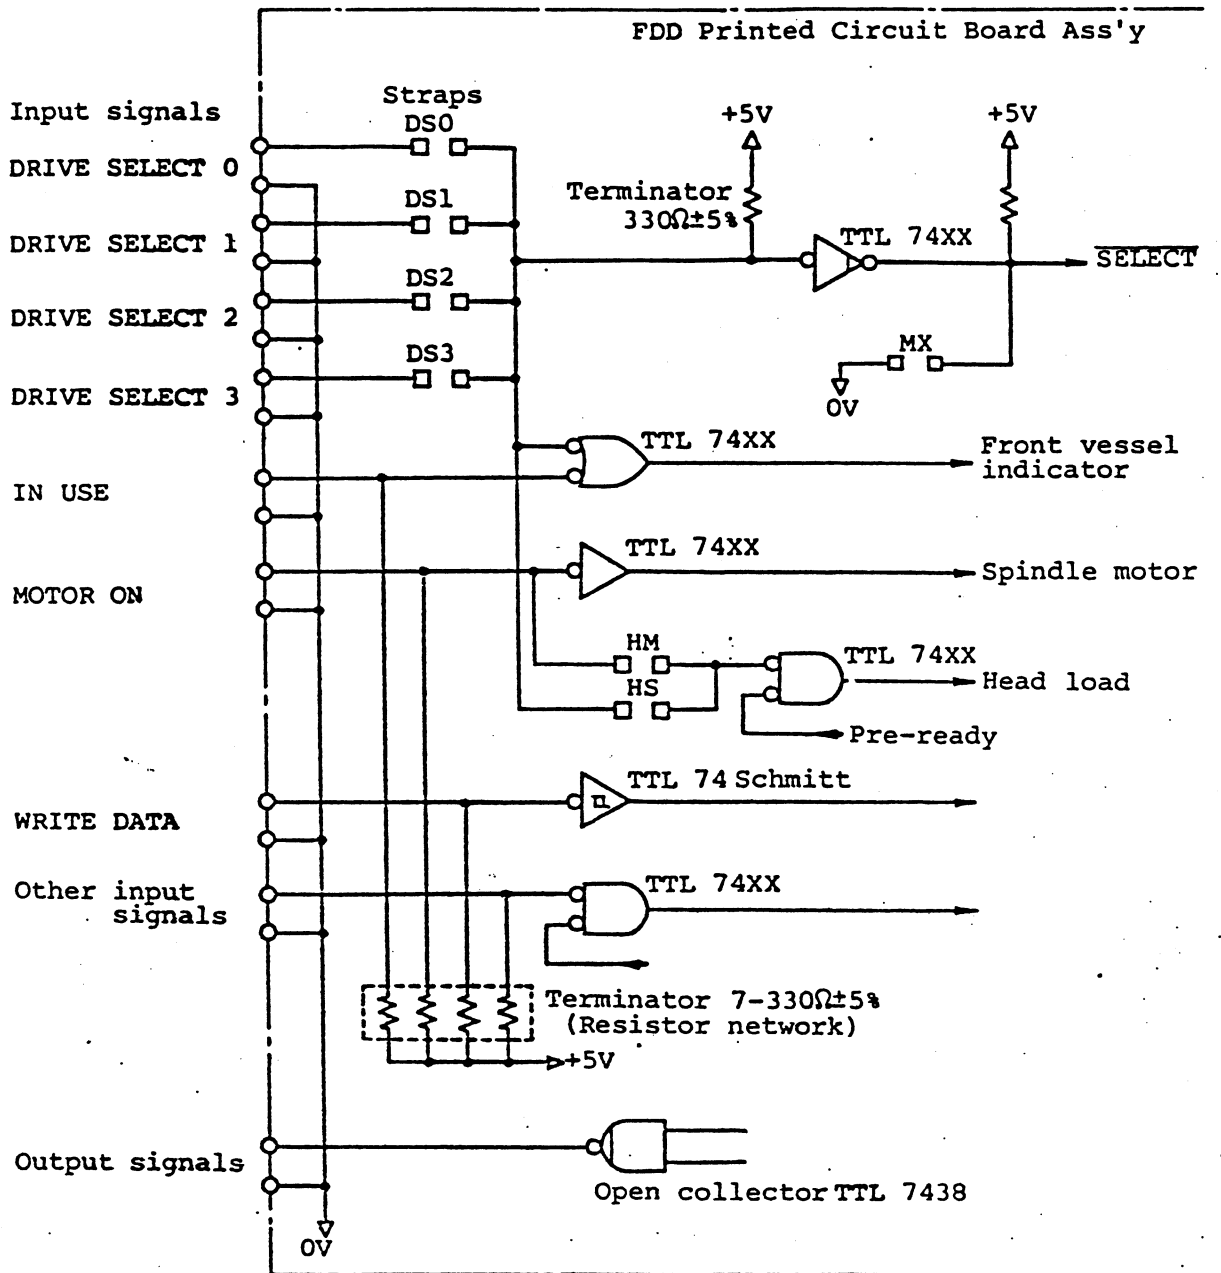 FDD Printed Circuit Board Ass'y
Input signals
Straps
DS0
+5V
+5V
DRIVE SELECT 0
Terminator
330Ω±5%
DS1
TTL 74XX
DRIVE SELECT 1
SELECT
DS2
DRIVE SELECT 2
MX
DS3
0V
DRIVE SELECT 3
TTL 74XX
Front vessel
indicator
IN USE
TTL 74XX
Spindle motor
MOTOR ON
HM
TTL 74XX
HS
Head load
Pre-ready
TTL 74 Schmitt
WRITE DATA
Other input
signals
TTL 74XX
Terminator 7-330Ω±5%
(Resistor network)
+5V
Output signals
Open collector TTL 7438
0V